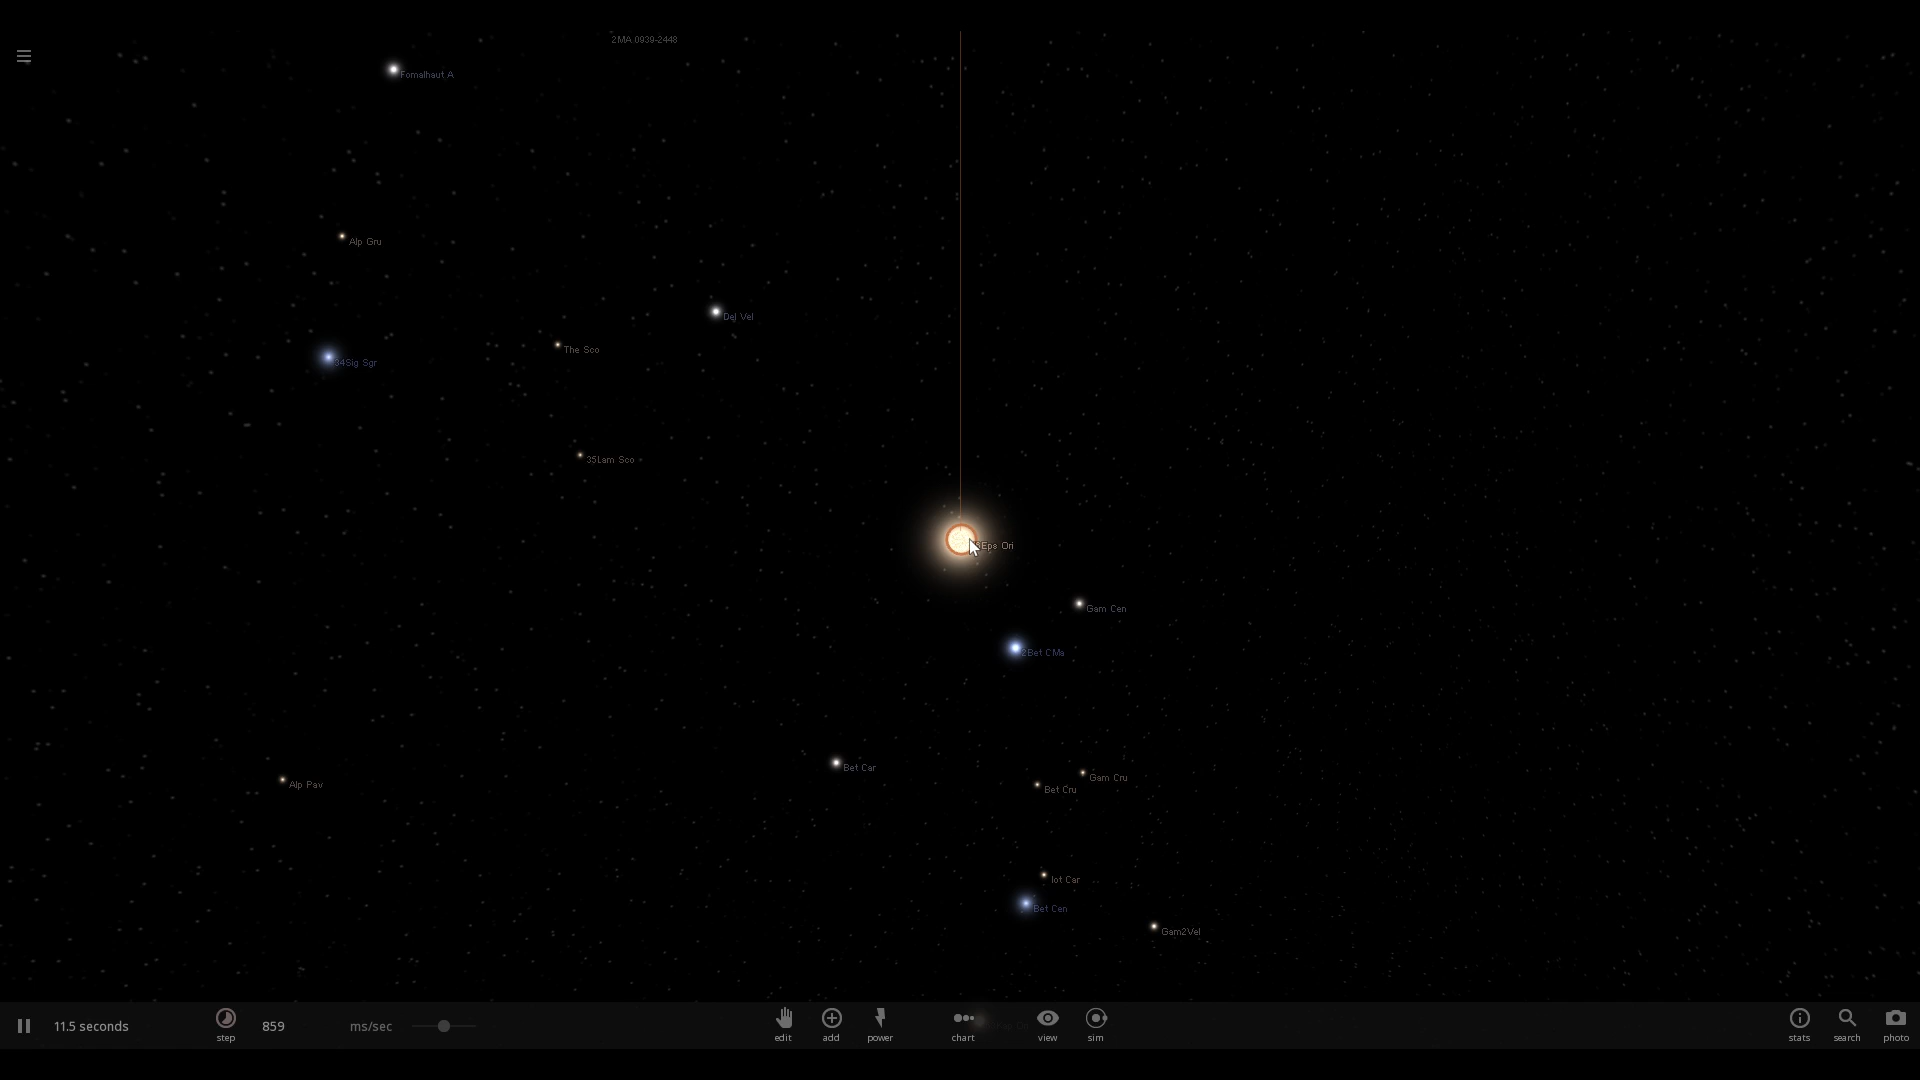 2MA 0939-2448
Fomalhaut A
Alp Gru
Del Vel
The Sco
34Sig Sgr
35Lam Sco
Eps Ori
Gam Cen
2Bet CMa
Bet Car
Gam Cru
Alp Pav
Bet Cru
Iot Car
Bet Cen
Gam2Vel
11.5 seconds
step
859
ms/sec
edit
add
power
chart
view
sim
stats
search
photo